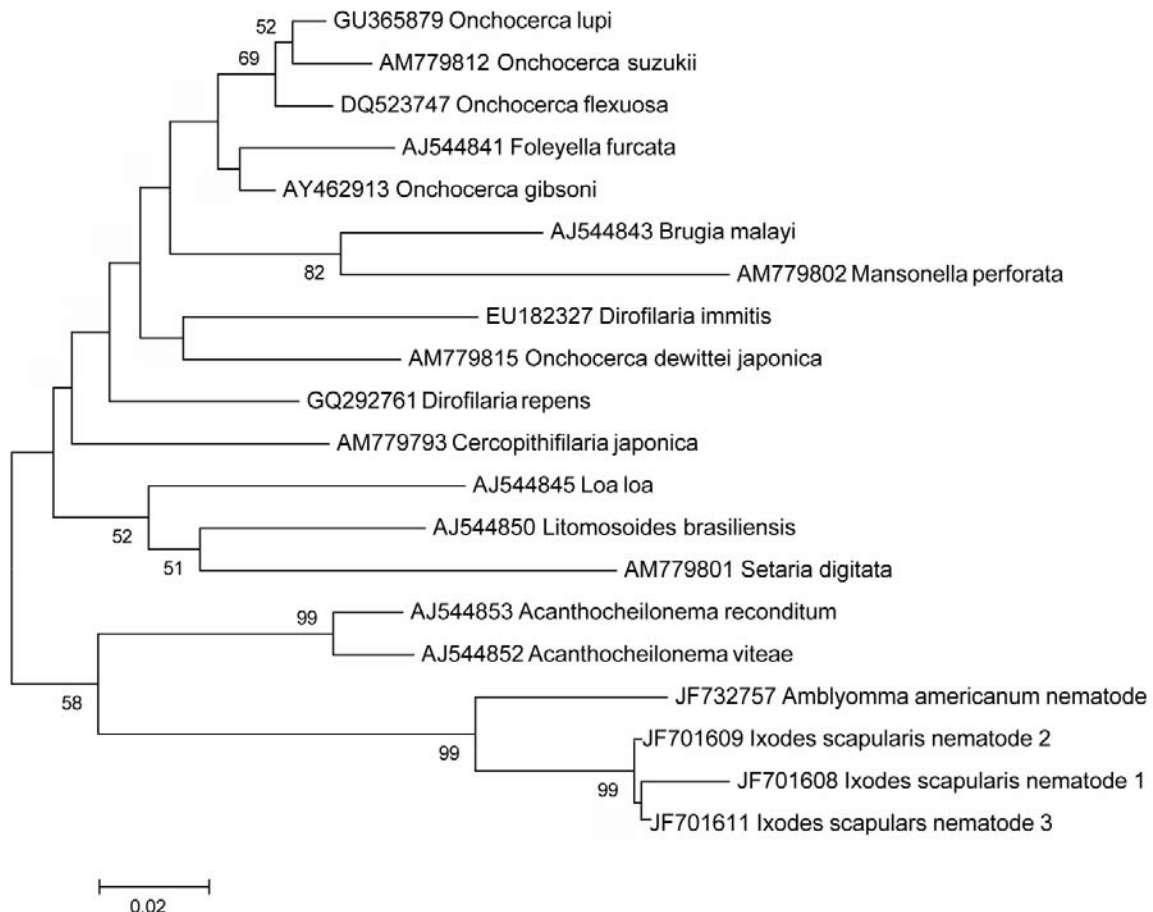 GU365879 Onchocerca lupi
52
AM779812 Onchocerca suzukii
69
DQ523747 Onchocerca flexuosa
AJ544841 Foleyella furcata
AY462913 Onchocerca gibsoni
AJ544843 Brugia malayi
82
AM779802 Mansonella perforata
EU182327 Dirofilaria immitis
AM779815 Onchocerca dewittei japonica
GQ292761 Dirofilaria repens
AM779793 Cercopithifilaria japonica
AJ544845 Loa loa
52
AJ544850 Litomosoides brasiliensis
51
AM779801 Setaria digitata
99
AJ544853 Acanthocheilonema reconditum
AJ544852 Acanthocheilonema viteae
58
JF732757 Amblyomma americanum nematode
99
JF701609 Ixodes scapularis nematode 2
99
JF701608 Ixodes scapularis nematode 1
JF701611 Ixodes scapulars nematode 3
0.02